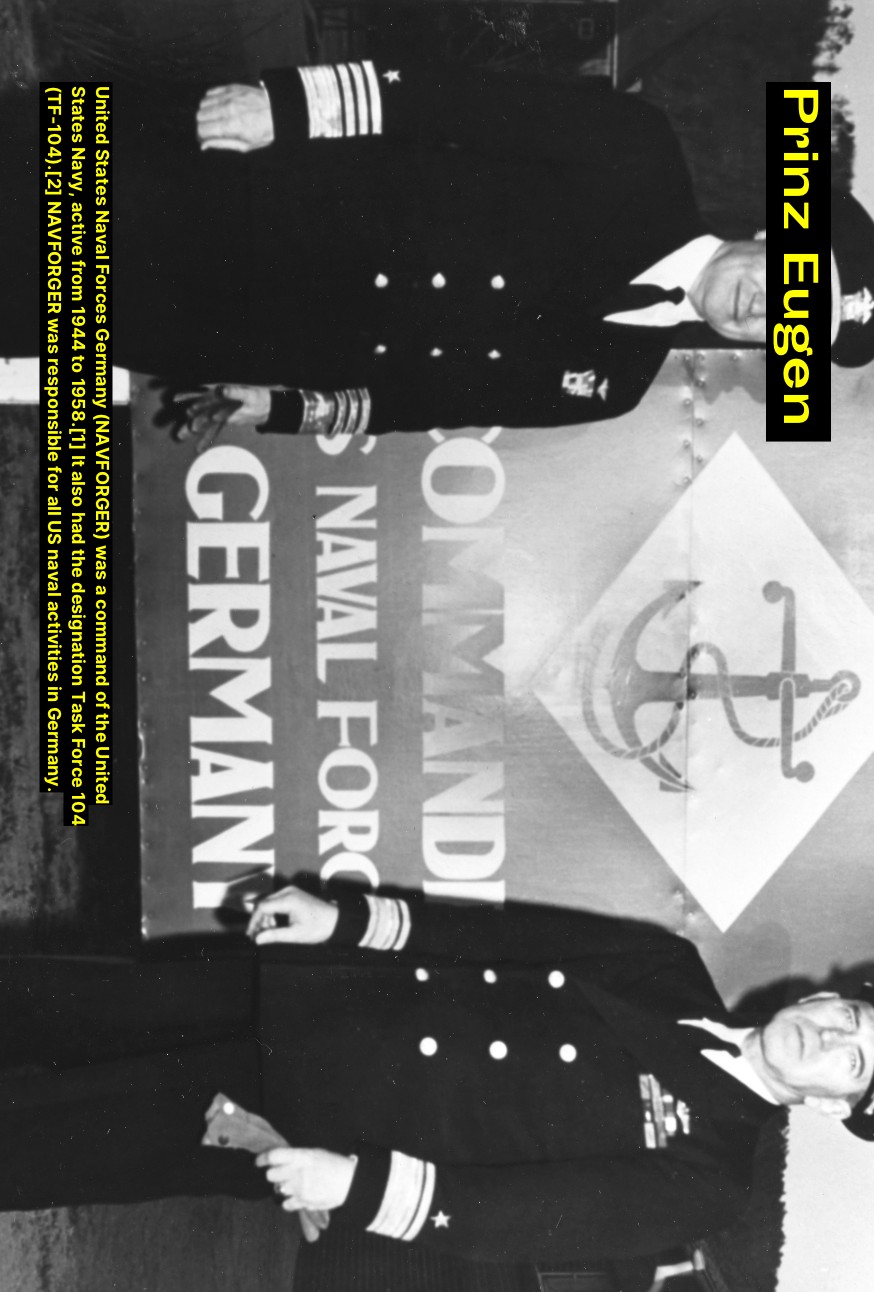 Prinz Eugen
COMMAND
S NAVAL FORC
GERMAN
United States Naval Forces Germany (NAVFORGER) was a command of the United
States Navy, active from 1944 to 1958.[1] It also had the designation Task Force 104
(TF-104).[2] NAVFORGER was responsible for all US naval activities in Germany.